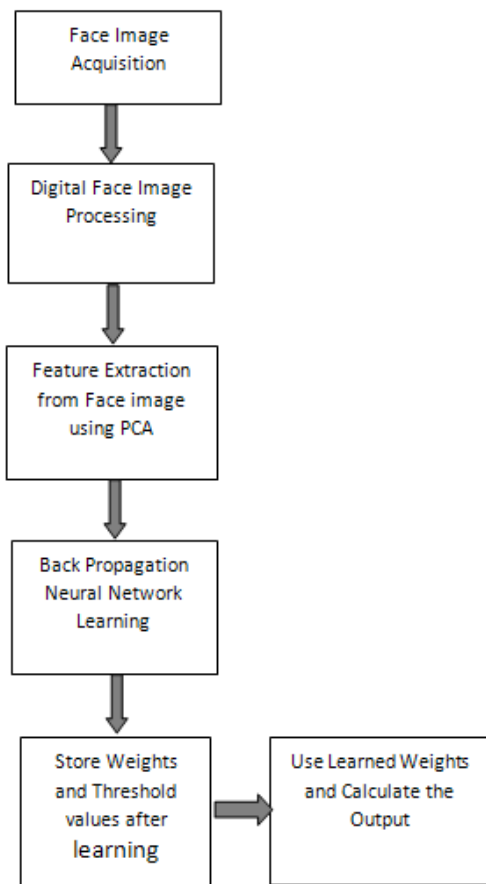 Face Image
Acquisition
Digital Face Image
Processing
Feature Extraction
from Face image
using PCA
Back Propagation
Neural Network
Learning
Store Weights
and Threshold
values after
learning
Use Learned Weights
and Calculate the
Output